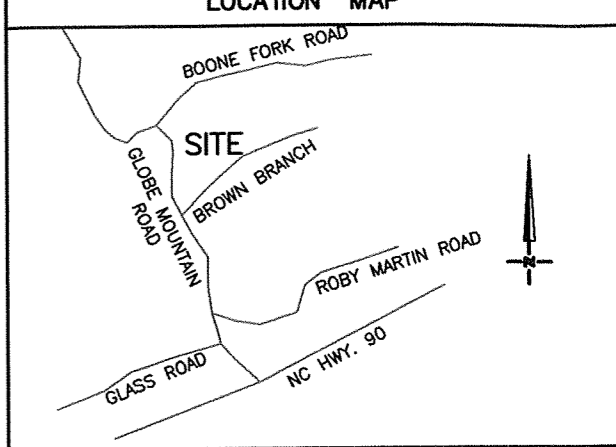 LOCATION MAP
BOONE FORK ROAD
SITE
GLOBE MOUNTAIN
ROAD
BROWN BRANCH
ROBY MARTIN ROAD
GLASS ROAD
NC HWY. 90
N